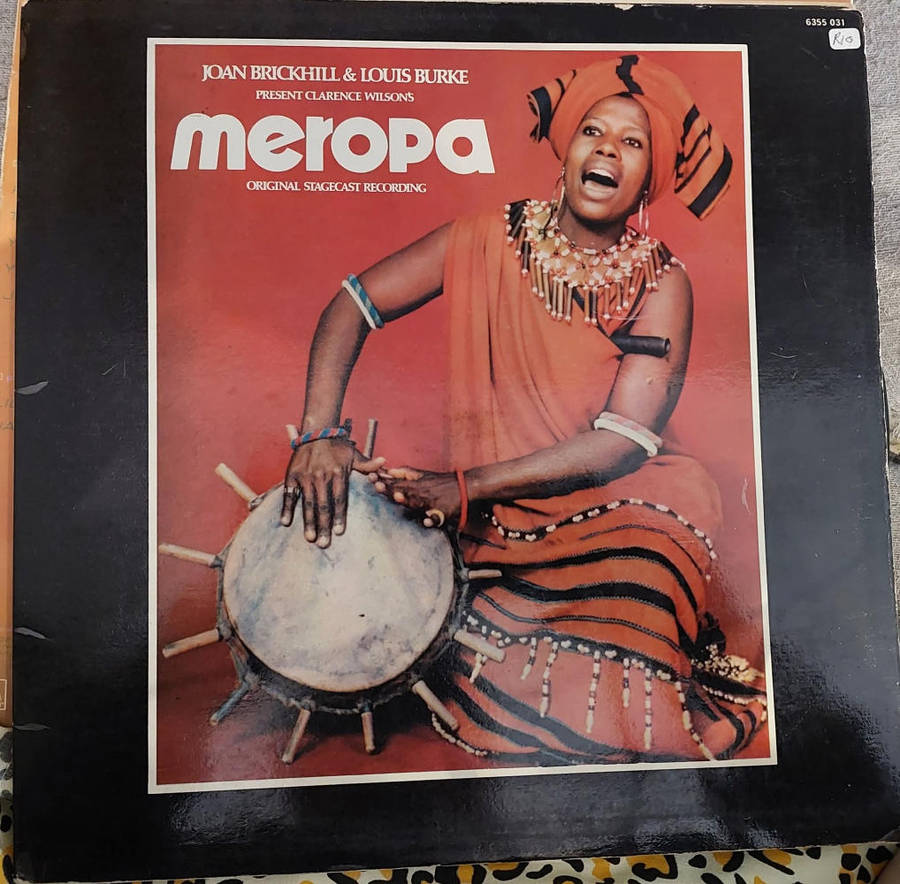 6355 031
R10
JOAN BRICKHILL & LOUIS BURKE
PRESENT CLARENCE WILSON'S
meropa
ORIGINAL STAGECAST RECORDING